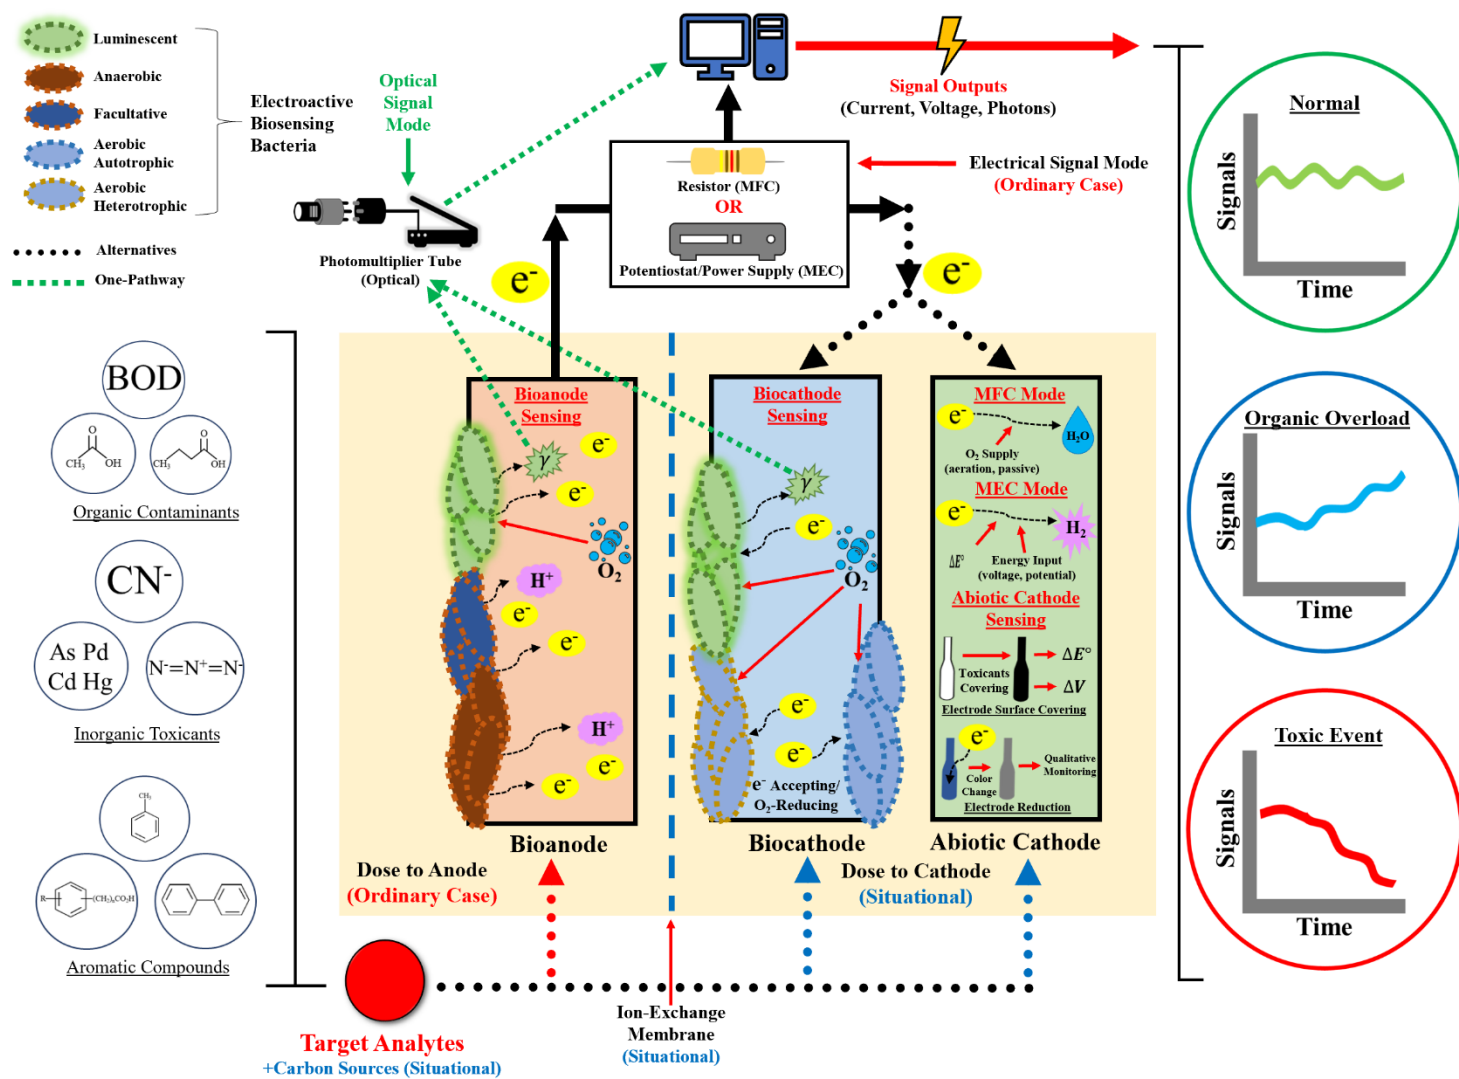 Luminescent
Anaerobic
Facultative
Aerobic
Autotrophic
Aerobic
Heterotrophic
Electroactive
Biosensing
Bacteria
Alternatives
One-Pathway
Optical
Signal
Mode
Photomultiplier Tube
(Optical)
Signal Outputs
(Current, Voltage, Photons)
Resistor (MFC)
OR
Potentiostat/Power Supply (MEC)
Electrical Signal Mode
(Ordinary Case)
e-
e-
BOD
O
CH3
OH
O
CH3
OH
Organic Contaminants
CN-
As Pd
Cd Hg
N-=N+=N-
Inorganic Toxicants
CH3
R
(CH2)nCO2H
Aromatic Compounds
Bioanode
Sensing
e-
γ
e-
O2
H+
e-
e-
H+
e-
e-
Bioanode
Dose to Anode
(Ordinary Case)
Biocathode
Sensing
γ
e-
O2
e-
e-
e- Accepting/
O2-Reducing
Biocathode
MFC Mode
e-
H2O
O2 Supply
(aeration, passive)
MEC Mode
e-
H2
ΔE°
Energy Input
(voltage, potential)
Abiotic Cathode
Sensing
Toxicants
Covering
ΔE°
ΔV
Electrode Surface Covering
e-
Color
Change
Qualitative
Monitoring
Electrode Reduction
Abiotic Cathode
Dose to Cathode
(Situational)
Target Analytes
+Carbon Sources (Situational)
Ion-Exchange
Membrane
(Situational)
Normal
Signals
Time
Organic Overload
Signals
Time
Toxic Event
Signals
Time